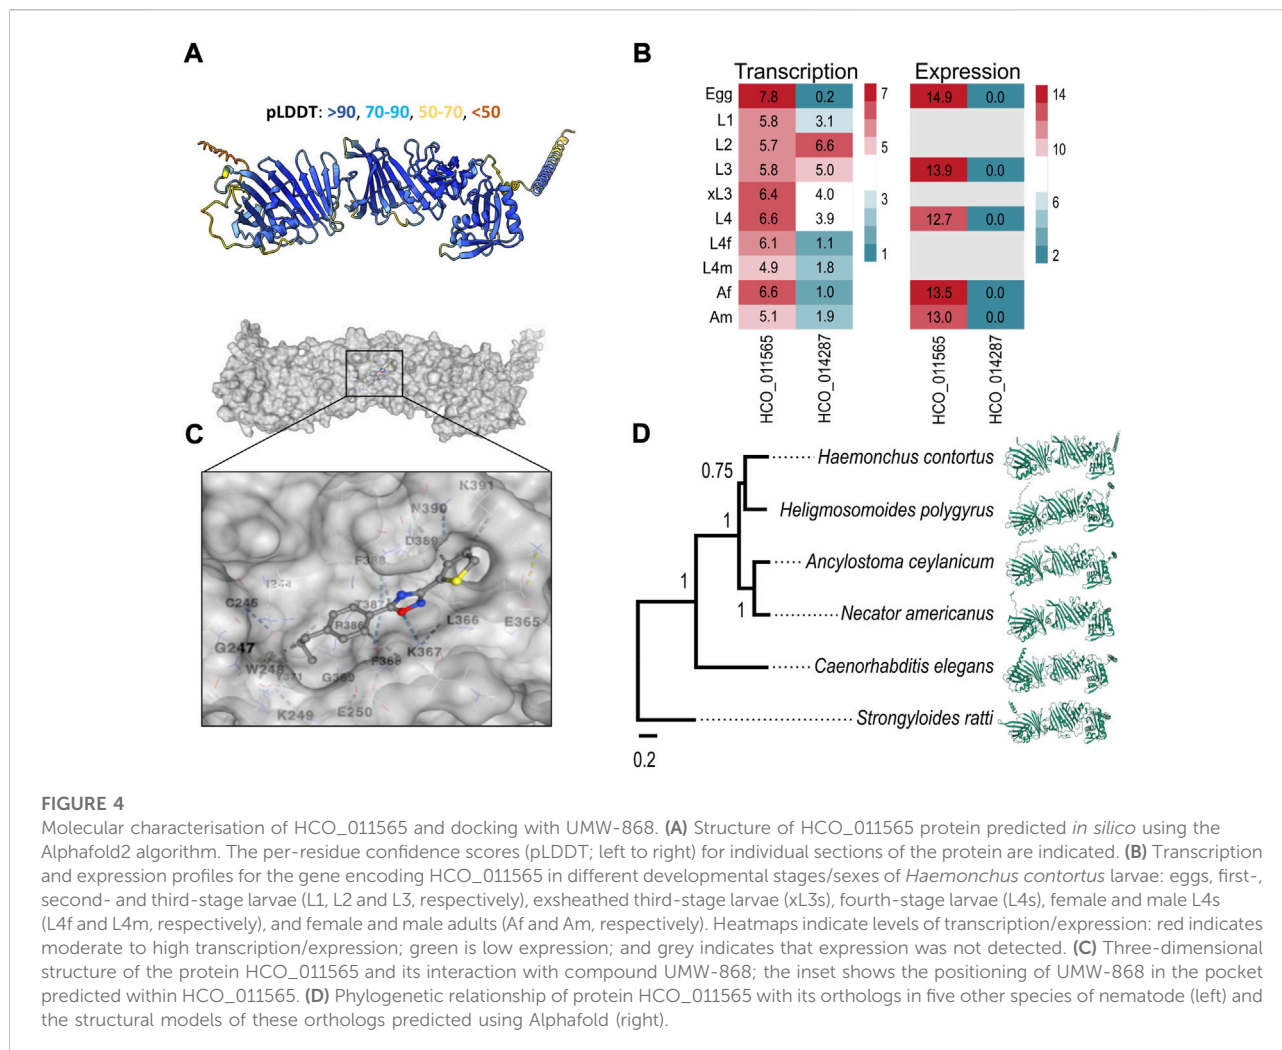 A
pLDDT: >90, 70-90, 50-70, <50
B
Transcription
Expression
Egg 7.8 0.2 14.9 0.0
L1 5.8 3.1
L2 5.7 6.6
L3 5.8 5.0 13.9 0.0
xL3 6.4 4.0
L4 6.6 3.9 12.7 0.0
L4f 6.1 1.1
L4m 4.9 1.8
Af 6.6 1.0 13.5 0.0
Am 5.1 1.9 13.0 0.0
7
5
3
1
14
10
6
2
HCO_011565
HCO_014287
HCO_011565
HCO_014287
C
K391
N390
D389
F388
I244
C245
T387
P386
L366
E365
G247
K367
W248
F368
G369
K249
E250
D
0.75
1
1
1
Haemonchus contortus
Heligmosomoides polygyrus
Ancylostoma ceylanicum
Necator americanus
Caenorhabditis elegans
Strongyloides ratti
0.2
FIGURE 4
Molecular characterisation of HCO_011565 and docking with UMW-868. (A) Structure of HCO_011565 protein predicted in silico using the
Alphafold2 algorithm. The per-residue confidence scores (pLDDT; left to right) for individual sections of the protein are indicated. (B) Transcription
and expression profiles for the gene encoding HCO_011565 in different developmental stages/sexes of Haemonchus contortus larvae: eggs, first-,
second- and third-stage larvae (L1, L2 and L3, respectively), exsheathed third-stage larvae (xL3s), fourth-stage larvae (L4s), female and male L4s
(L4f and L4m, respectively), and female and male adults (Af and Am, respectively). Heatmaps indicate levels of transcription/expression: red indicates
moderate to high transcription/expression; green is low expression; and grey indicates that expression was not detected. (C) Three-dimensional
structure of the protein HCO_011565 and its interaction with compound UMW-868; the inset shows the positioning of UMW-868 in the pocket
predicted within HCO_011565. (D) Phylogenetic relationship of protein HCO_011565 with its orthologs in five other species of nematode (left) and
the structural models of these orthologs predicted using Alphafold (right).